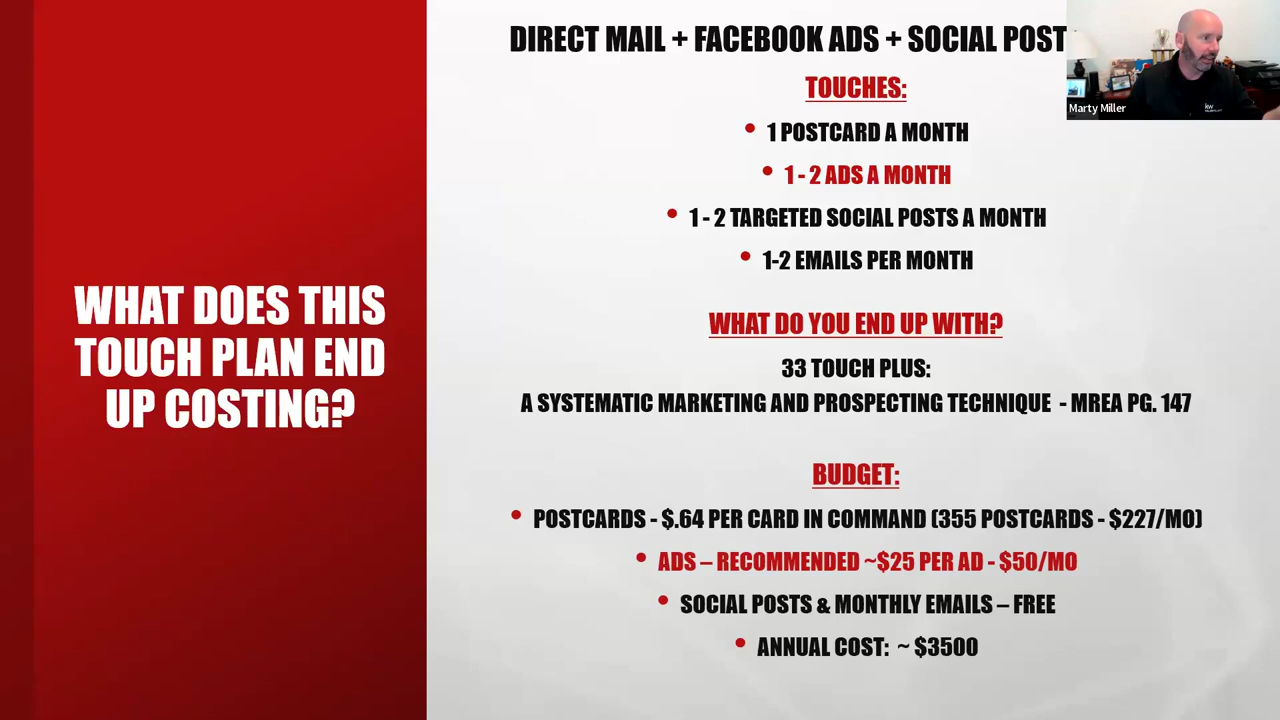 DIRECT MAIL + FACEBOOK ADS + SOCIAL POST
TOUCHES:
• 1 POSTCARD A MONTH
• 1 - 2 ADS A MONTH
• 1 - 2 TARGETED SOCIAL POSTS A MONTH
• 1-2 EMAILS PER MONTH
WHAT DO YOU END UP WITH?
33 TOUCH PLUS:
A SYSTEMATIC MARKETING AND PROSPECTING TECHNIQUE - MREA PG. 147
BUDGET:
• POSTCARDS - $.64 PER CARD IN COMMAND (355 POSTCARDS - $227/MO)
• ADS – RECOMMENDED ~$25 PER AD - $50/MO
• SOCIAL POSTS & MONTHLY EMAILS – FREE
• ANNUAL COST: ~ $3500
WHAT DOES THIS
TOUCH PLAN END
UP COSTING?
Marty Miller
kw